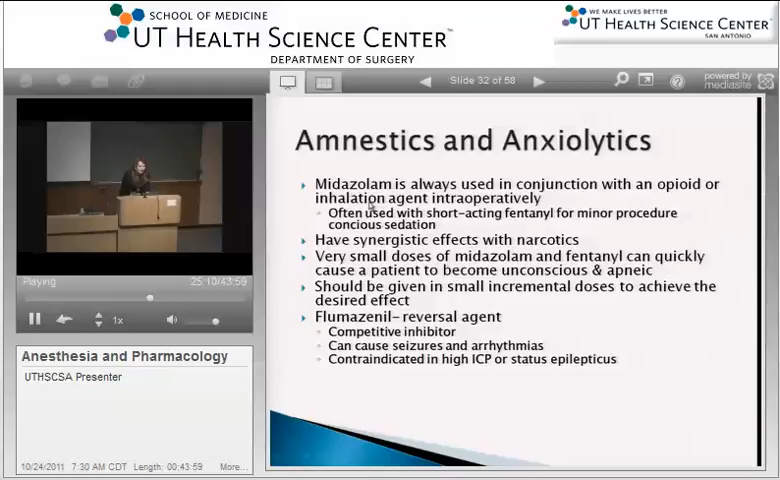 SCHOOL OF MEDICINE
UT HEALTH SCIENCE CENTER™
DEPARTMENT OF SURGERY
WE MAKE LIVES BETTER
UT HEALTH SCIENCE CENTER
SAN ANTONIO
Slide 32 of 58
powered by
mediasite
Playing
25:10/43:59
1x
Anesthesia and Pharmacology
UTHSCSA Presenter
10/24/2011 7:30 AM CDT Length: 00:43:59 More...
Amnestics and Anxiolytics
Midazolam is always used in conjunction with an opioid or
inhalation agent intraoperatively
Often used with short-acting fentanyl for minor procedure
concious sedation
Have synergistic effects with narcotics
Very small doses of midazolam and fentanyl can quickly
cause a patient to become unconscious & apneic
Should be given in small incremental doses to achieve the
desired effect
Flumazenil- reversal agent
Competitive inhibitor
Can cause seizures and arrhythmias
Contraindicated in high ICP or status epilepticus